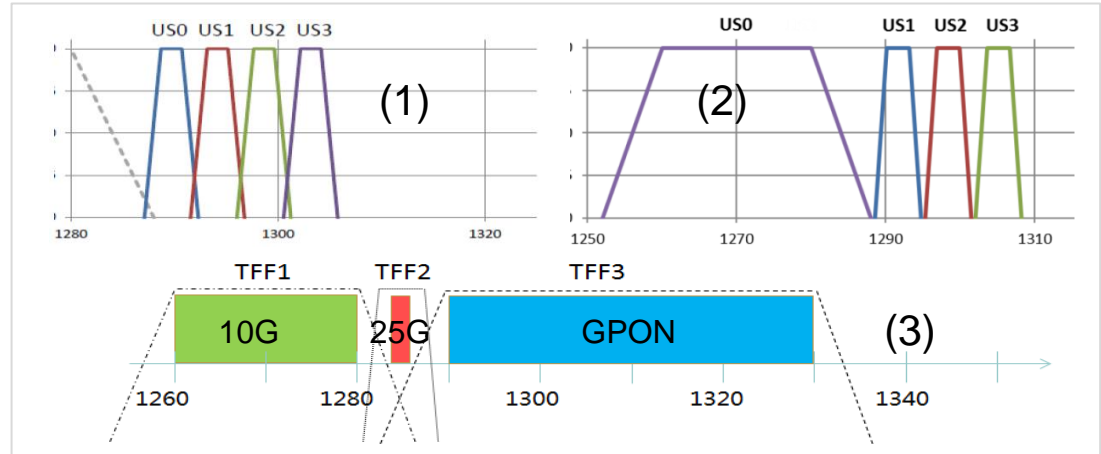 US0 US1 US2 US3
(1)
1280 1300 1320
US0 US1 US2 US3
(2)
1250 1270 1290 1310
TFF1 TFF2 TFF3
10G 25G GPON (3)
1260 1280 1300 1320 1340